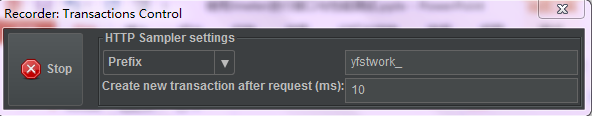 Recorder: Transactions Control
HTTP Sampler settings
Stop
Prefix
yfstwork_
Create new transaction after request (ms):
10